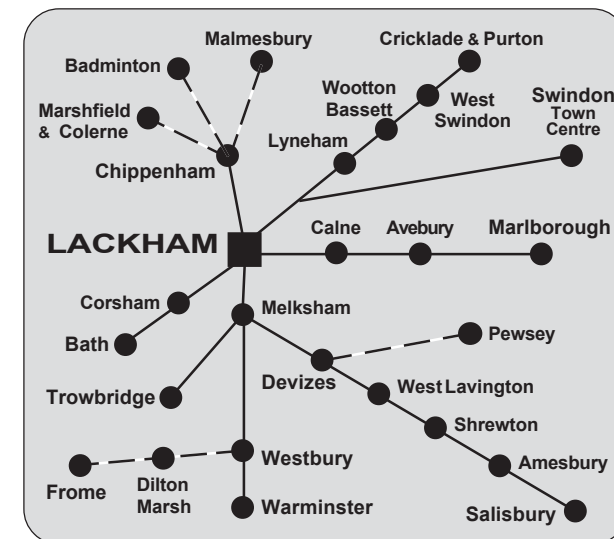 Malmesbury
Cricklade & Purton
Badminton
Wootton
Bassett
West
Swindon
Swindon
Town
Centre
Marshfield
& Colerne
Lyneham
Chippenham
LACKHAM
Calne
Avebury
Marlborough
Corsham
Melksham
Bath
Pewsey
Devizes
Trowbridge
West Lavington
Shrewton
Westbury
Amesbury
Frome
Dilton
Marsh
Warminster
Salisbury